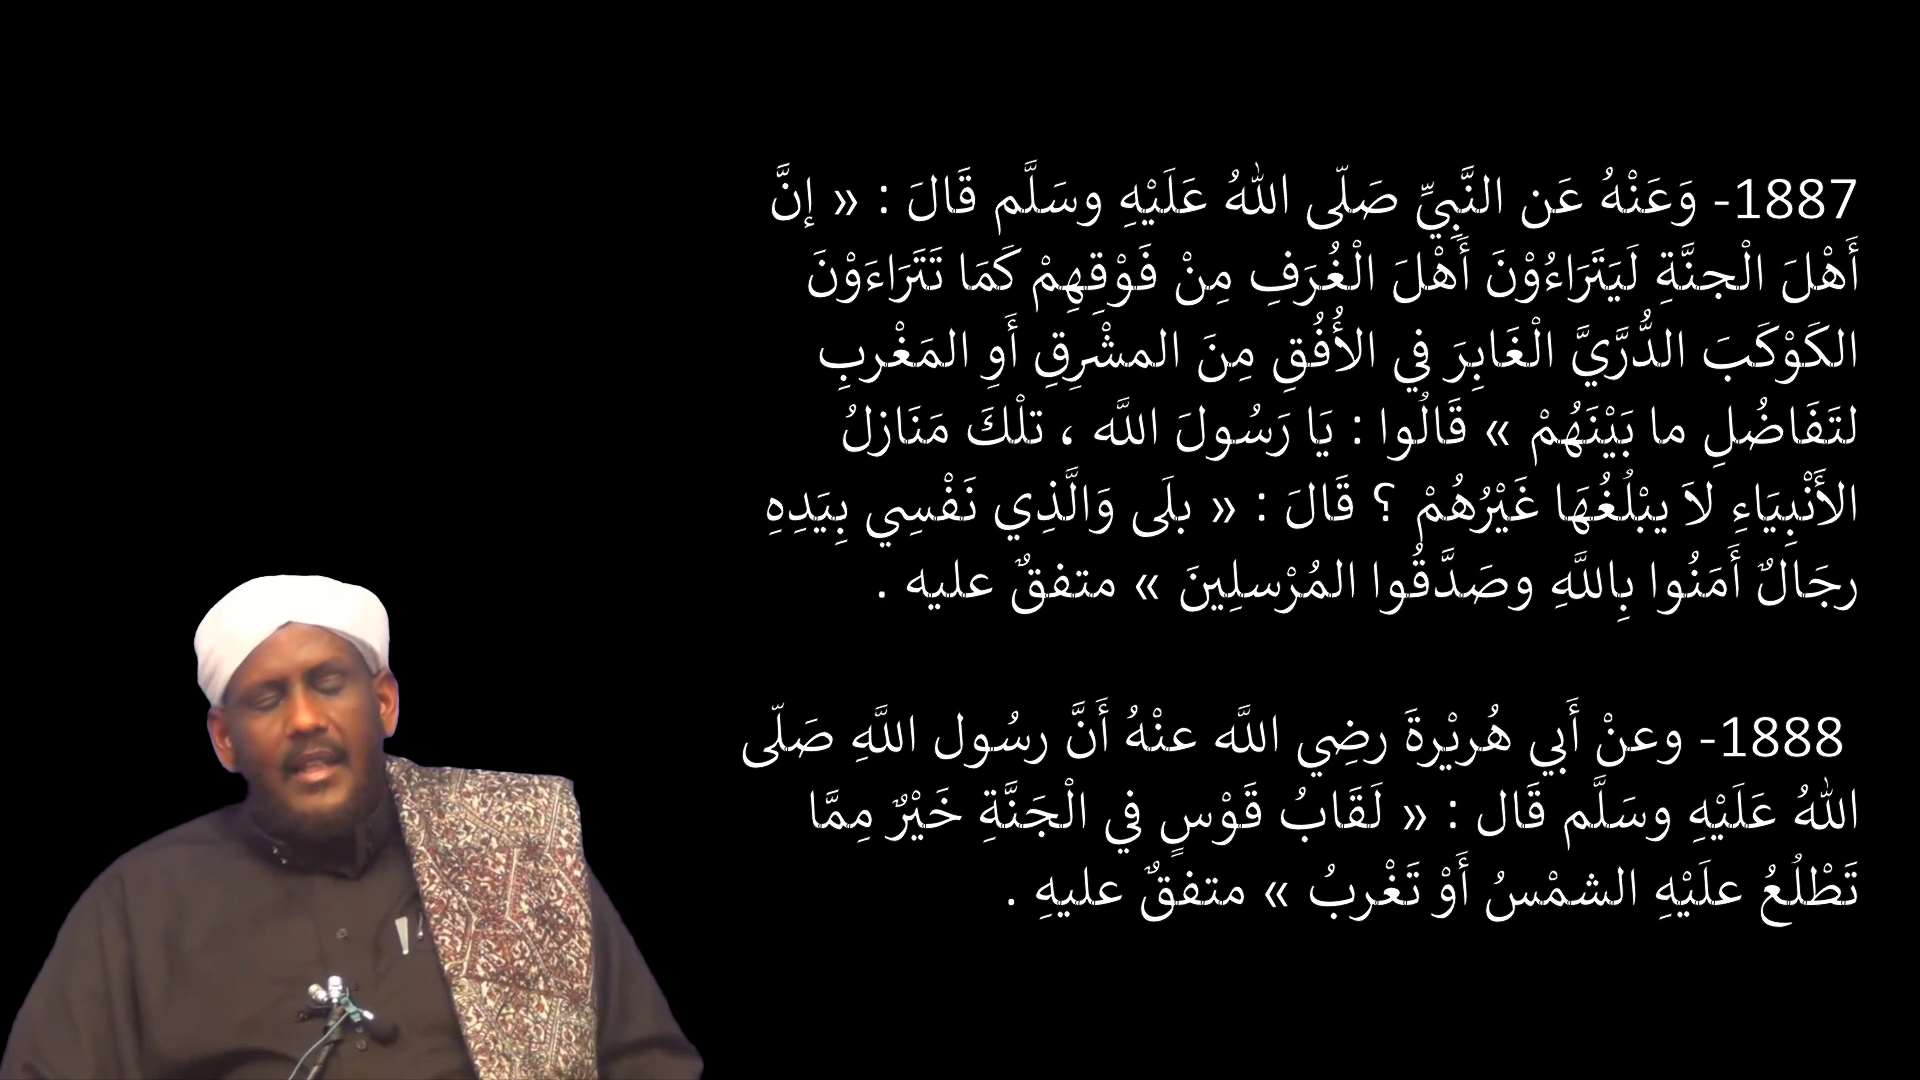 1887- وَعَنْهُ عَن النَّبِيِّ صَلّى اللهُ عَلَيْهِ وسَلَّم قَالَ : « إنَّ
أَهْلَ الْجنَّةِ لَيَتَرَاءُوْنَ أَهْلَ الْغُرَفِ مِنْ فَوْقِهِمْ كَمَا تَتَرَاءَوْنَ
الكَوْكَبَ الدُّرَّيَّ الْغَابِرَ في الأُفُقِ مِنَ المشْرِقِ أَوِ المَغْربِ
لتَفَاضُلِ ما بَيْنَهُمْ » قَالُوا : يَا رَسُولَ اللَّه ، تلْكَ مَنَازلُ
الأَنْبِيَاءِ لاَ يبْلُغُهَا غَيْرُهُمْ ؟ قَالَ : « بلَى وَالَّذِي نَفْسِي بِيَدِهِ
رجَالٌ أَمَنُوا بِاللَّهِ وصَدَّقُوا المُرْسلِينَ » متفقٌ عليه .
1888- وعنْ أَبي هُريْرةَ رضِي اللَّه عنْهُ أَنَّ رسُول اللَّهِ صَلّى
اللهُ عَلَيْهِ وسَلَّم قَال : « لَقَابُ قَوْسٍ في الْجَنَّةِ خَيْرٌ مِمَّا
تَطْلُعُ علَيْهِ الشمْسُ أَوْ تَغْربُ » متفقٌ عليهِ .